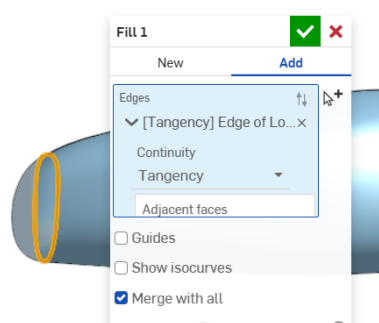 Fill 1
New Add
Edges
[Tangency] Edge of Lo...
Continuity
Tangency
Adjacent faces
Guides
Show isocurves
Merge with all